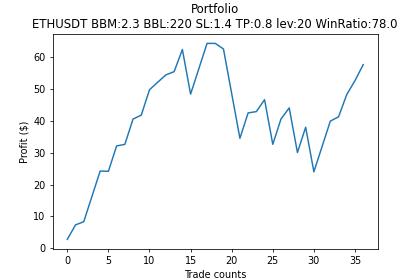 Portfolio
ETHUSDT BBM:2.3 BBL:220 SL:1.4 TP:0.8 lev:20 WinRatio:78.0
Profit ($)
60
50
40
30
20
10
0
0 5 10 15 20 25 30 35
Trade counts